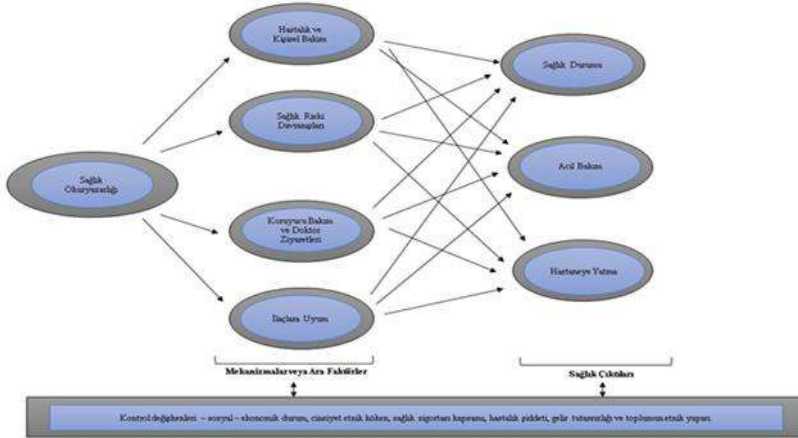 Hastalık ve
Kişisel Bakım
Sağlık Durumu
Sağlık Riski
Davranışları
Sağlık
Okuryazarlığı
Acil Bakım
Koruyucu Bakım
ve Doktor
Ziyaretleri
Hastaneye Yatma
İlaçlara Uyum
Mekanizmalar veya Ara Faktörler
Sağlık Çıktıları
Kontrol değişkenleri – sosyal – ekonomik durum, cinsiyet etnik köken, sağlık sigortası kapsamı, hastalık şiddeti, gelir tutarsızlığı ve toplumun etnik yapısı